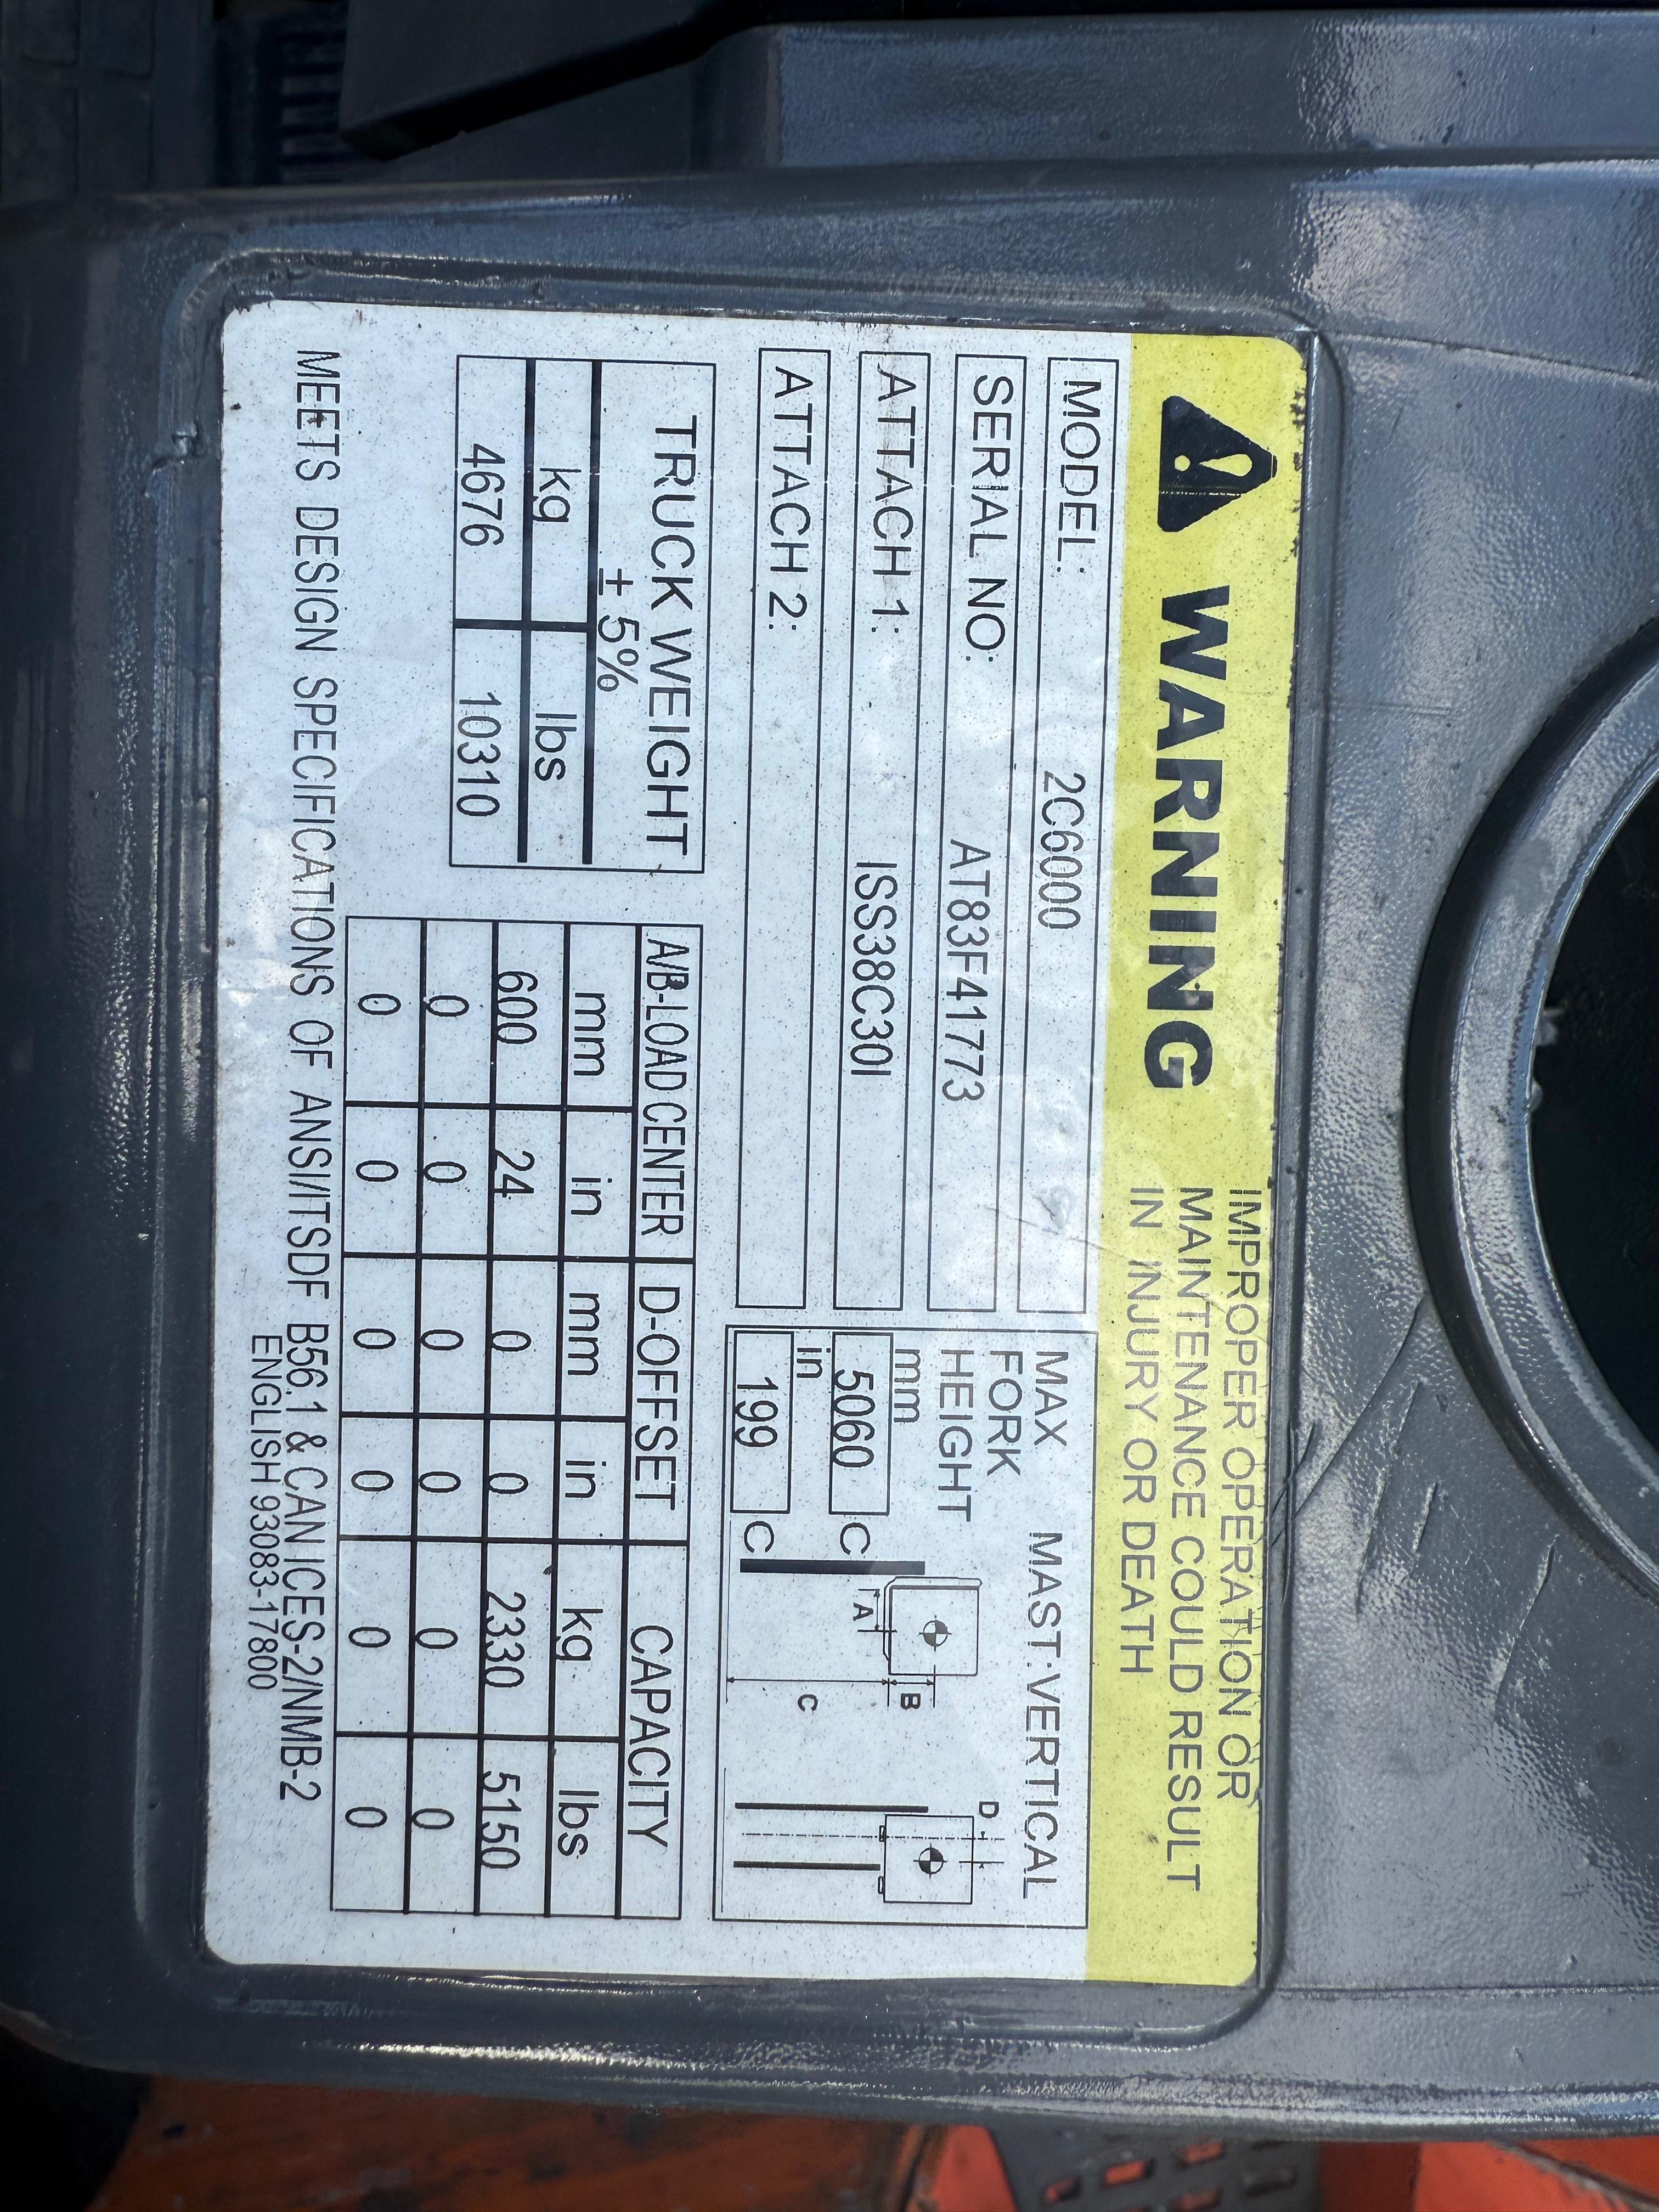 WARNING
IMPROPER OPERATION OR
MAINTENANCE COULD RESULT
IN INJURY OR DEATH
MODEL: 2C6000
SERIAL NO: AT83F41773
ATTACH 1: ISS38C30I
ATTACH 2:
MAX
FORK
HEIGHT
MAST:VERTICAL
mm
5060 C
in
199 C
A
B
C
D
TRUCK WEIGHT
± 5%
kg lbs
4676 10310
A/B-LOAD CENTER D-OFFSET CAPACITY
mm in mm in kg lbs
600 24 0 0 2330 5150
0 0 0 0 0 0
0 0 0 0 0 0
MEETS DESIGN SPECIFICATIONS OF ANSI/ITSDF B56.1 & CAN ICES-2/NMB-2
ENGLISH 93083-17800